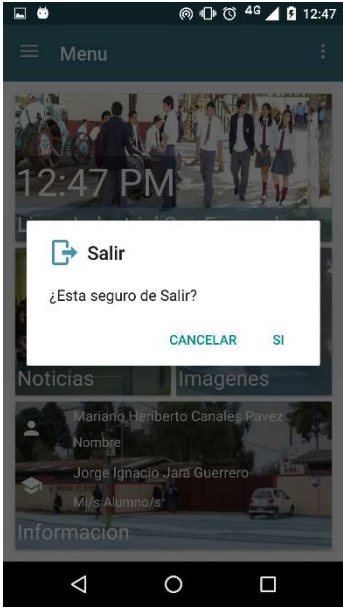 4G 12:47
Menu
12:47 PM
Salir
¿Esta seguro de Salir?
CANCELAR SI
Noticias Imagenes
Mariano Heriberto Canales Pavez
Nombre
Jorge Ignacio Jara Guerrero
Mi/s Alumno/s
Informacion